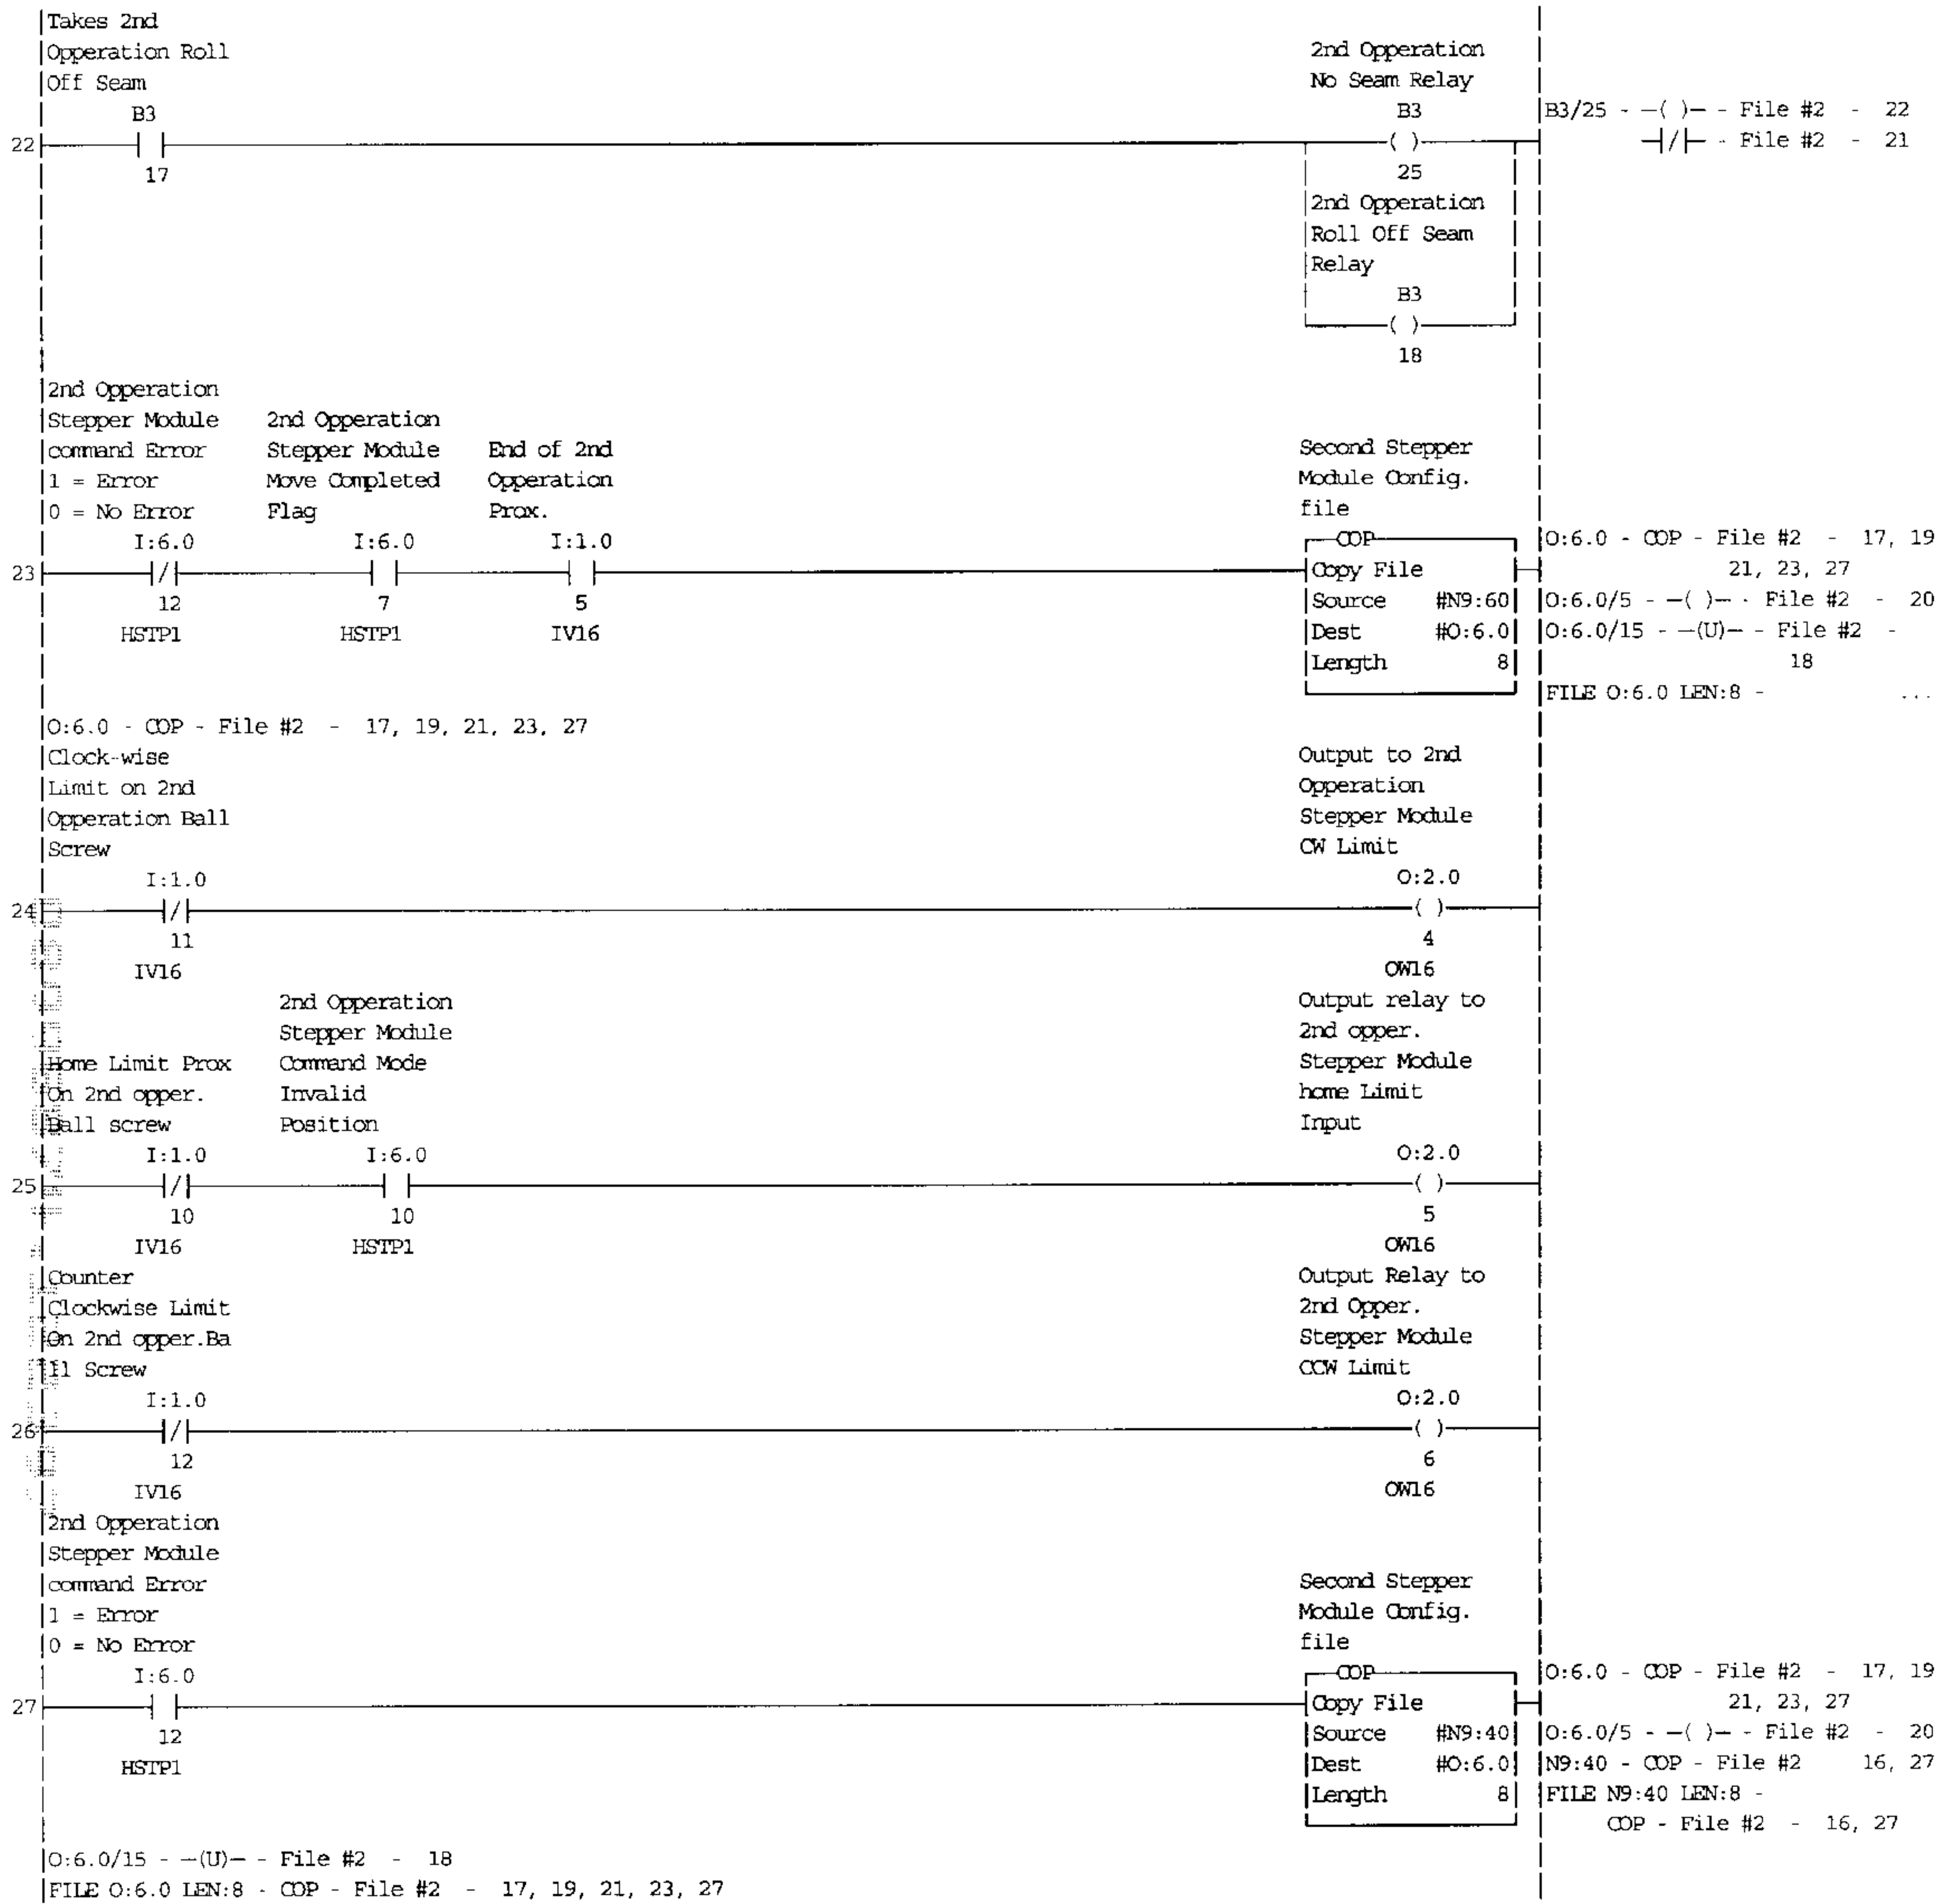 Takes 2nd
Opperation Roll
Off Seam
B3
17
22
2nd Opperation
No Seam Relay
B3
( )
25
2nd Opperation
Roll Off Seam
Relay
B3
( )
18
B3/25 - —( )— - File #2 - 22
—|/|— - File #2 - 21
2nd Opperation
Stepper Module
command Error
1 = Error
0 = No Error
I:6.0
12
HSTP1
23
2nd Opperation
Stepper Module
Move Completed
Flag
I:6.0
7
HSTP1
End of 2nd
Opperation
Prox.
I:1.0
5
IV16
Second Stepper
Module Config.
file
COP
Copy File
Source #N9:60
Dest #O:6.0
Length 8
O:6.0 - COP - File #2 - 17, 19
21, 23, 27
O:6.0/5 - —( )— - File #2 - 20
O:6.0/15 - —(U)— - File #2 -
18
FILE O:6.0 LEN:8 - ...
O:6.0 - COP - File #2 - 17, 19, 21, 23, 27
Clock-wise
Limit on 2nd
Opperation Ball
Screw
I:1.0
11
IV16
24
Output to 2nd
Opperation
Stepper Module
CW Limit
O:2.0
( )
4
OW16
Home Limit Prox
On 2nd opper.
Ball screw
I:1.0
10
IV16
25
2nd Opperation
Stepper Module
Command Mode
Invalid
Position
I:6.0
10
HSTP1
Output relay to
2nd opper.
Stepper Module
home Limit
Input
O:2.0
( )
5
OW16
Counter
Clockwise Limit
On 2nd opper.Ba
ll Screw
I:1.0
12
IV16
26
Output Relay to
2nd Opper.
Stepper Module
CCW Limit
O:2.0
( )
6
OW16
2nd Opperation
Stepper Module
command Error
1 = Error
0 = No Error
I:6.0
12
HSTP1
27
Second Stepper
Module Config.
file
COP
Copy File
Source #N9:40
Dest #O:6.0
Length 8
O:6.0 - COP - File #2 - 17, 19
21, 23, 27
O:6.0/5 - —( )— - File #2 - 20
N9:40 - COP - File #2 16, 27
FILE N9:40 LEN:8 -
COP - File #2 - 16, 27
O:6.0/15 - —(U)— - File #2 - 18
FILE O:6.0 LEN:8 - COP - File #2 - 17, 19, 21, 23, 27